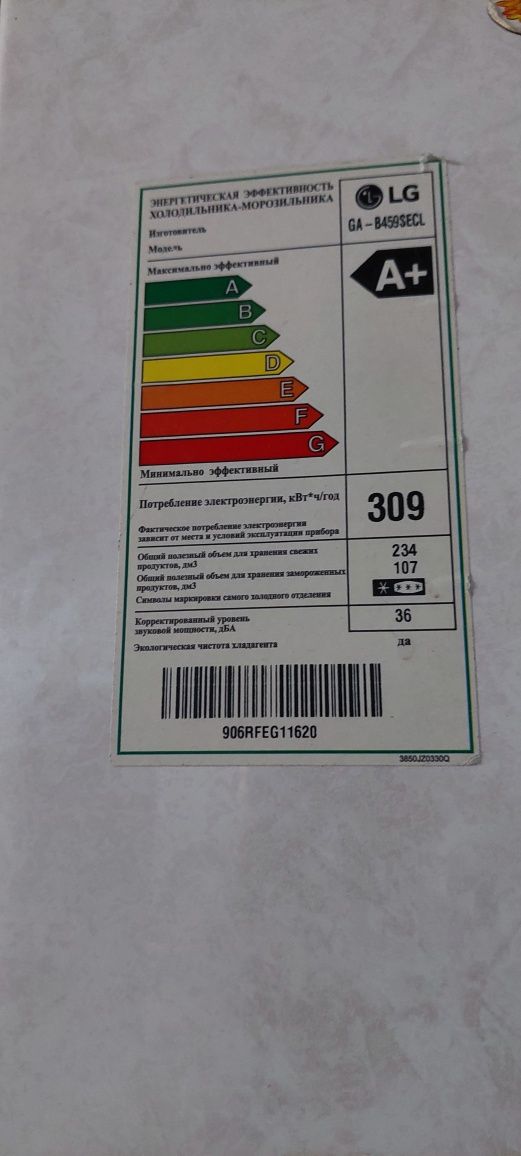 ЭНЕРГЕТИЧЕСКАЯ ЭФФЕКТИВНОСТЬ
ХОЛОДИЛЬНИКА-МОРОЗИЛЬНИКА
LG
Изготовитель
Модель
GA-B459SECL
Максимально эффективный
A+
A
B
C
D
E
F
G
Минимально эффективный
Потребление электроэнергии, кВт*ч/год
309
Фактическое потребление электроэнергии
зависит от места и условий эксплуатации прибора
Общий полезный объем для хранения свежих
продуктов, дм3
234
Общий полезный объем для хранения замороженных
продуктов, дм3
107
Символы маркировки самого холодного отделения
Корректированный уровень
звуковой мощности, дБА
36
Экологическая чистота хладагента
да
906RFEG11620
3850JZ0330Q